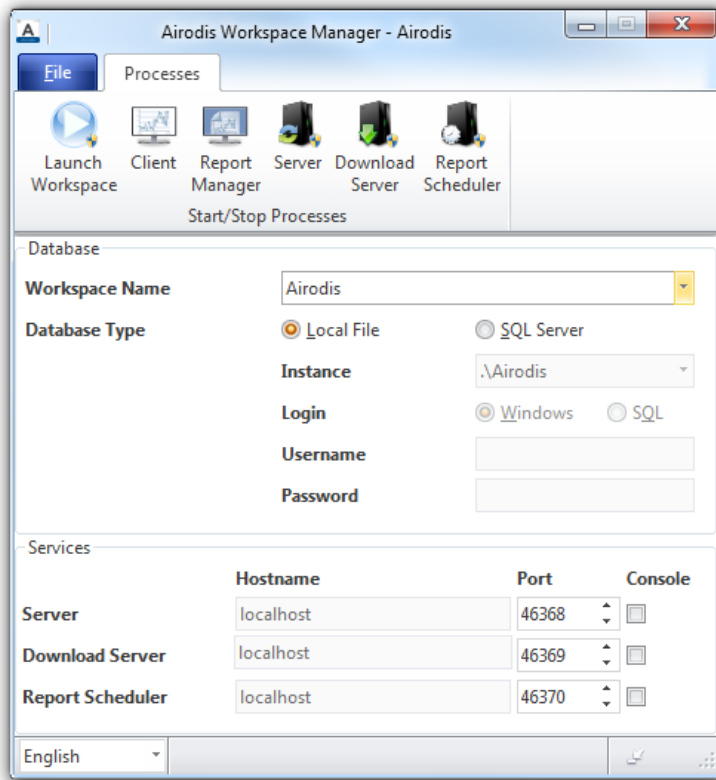 A
Airodis Workspace Manager - Airodis
File
Processes
Launch Workspace
Client
Report Manager
Server
Download Server
Report Scheduler
Start/Stop Processes
Database
Workspace Name
Airodis
Database Type
Local File
SQL Server
Instance
.\Airodis
Login
Windows
SQL
Username
Password
Services
Hostname
Port
Console
Server
localhost
46368
Download Server
localhost
46369
Report Scheduler
localhost
46370
English